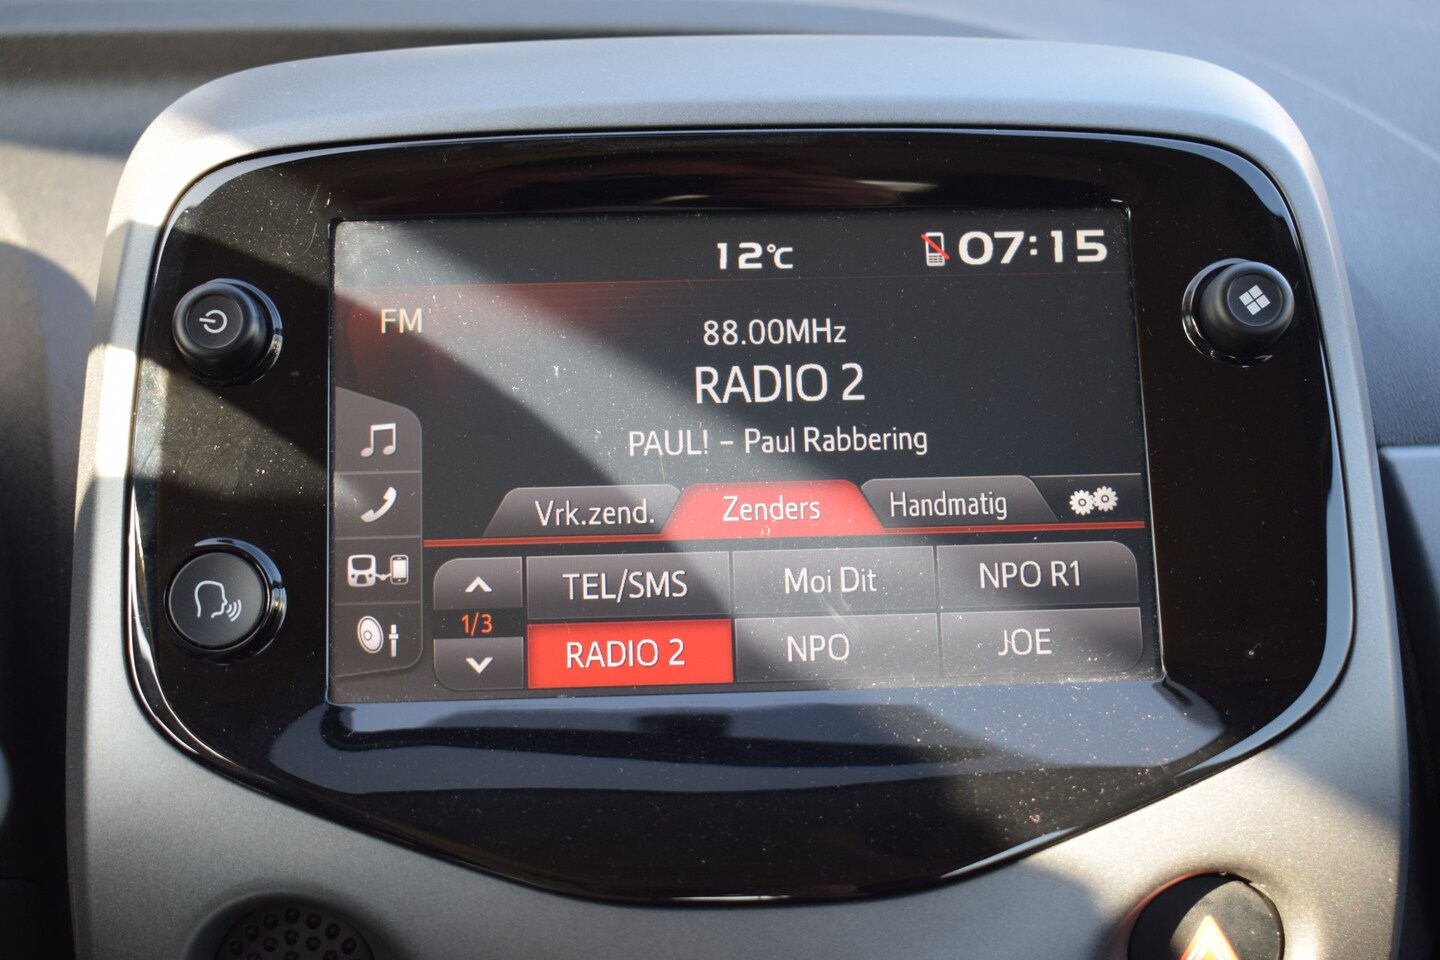 12°C
07:15
FM
88.00MHz
RADIO 2
PAUL! – Paul Rabbering
Vrk.zend.
Zenders
Handmatig
TEL/SMS
Moi Dit
NPO R1
1/3
RADIO 2
NPO
JOE